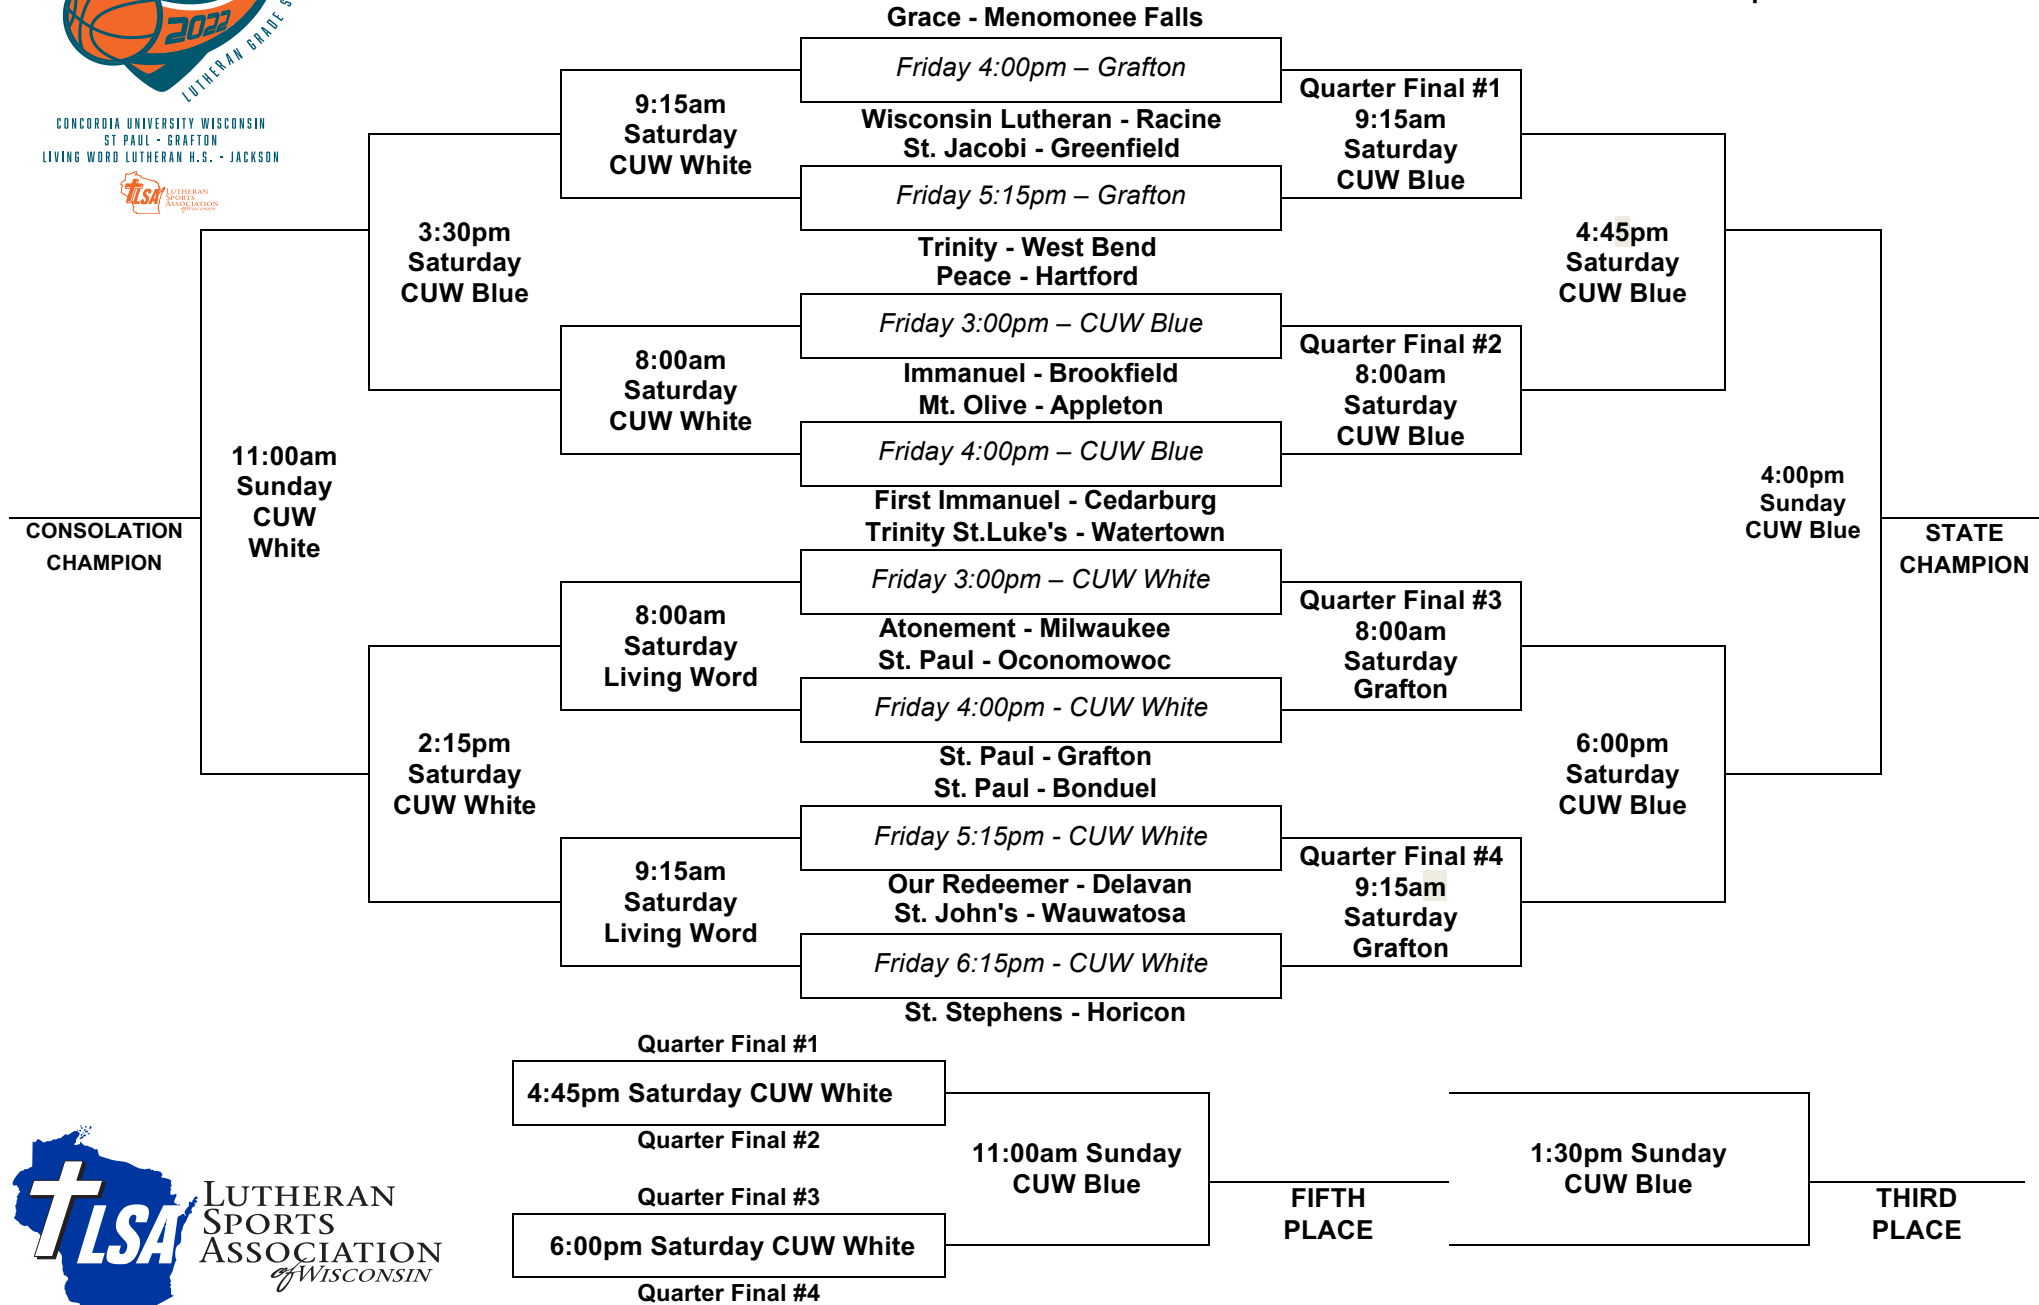 2022
LUTHERAN GRADE S
CONCORDIA UNIVERSITY WISCONSIN
ST PAUL - GRAFTON
LIVING WORD LUTHERAN H.S. - JACKSON
LSA LUTHERAN
SPORTS
ASSOCIATION
of WISCONSIN
Grace - Menomonee Falls
Friday 4:00pm – Grafton
Wisconsin Lutheran - Racine
St. Jacobi - Greenfield
Friday 5:15pm – Grafton
Trinity - West Bend
Peace - Hartford
Friday 3:00pm – CUW Blue
Immanuel - Brookfield
Mt. Olive - Appleton
Friday 4:00pm – CUW Blue
First Immanuel - Cedarburg
Trinity St.Luke's - Watertown
Friday 3:00pm – CUW White
Atonement - Milwaukee
St. Paul - Oconomowoc
Friday 4:00pm - CUW White
St. Paul - Grafton
St. Paul - Bonduel
Friday 5:15pm - CUW White
Our Redeemer - Delavan
St. John's - Wauwatosa
Friday 6:15pm - CUW White
St. Stephens - Horicon
9:15am
Saturday
CUW White
8:00am
Saturday
CUW White
8:00am
Saturday
Living Word
9:15am
Saturday
Living Word
3:30pm
Saturday
CUW Blue
2:15pm
Saturday
CUW White
11:00am
Sunday
CUW
White
CONSOLATION
CHAMPION
Quarter Final #1
9:15am
Saturday
CUW Blue
Quarter Final #2
8:00am
Saturday
CUW Blue
Quarter Final #3
8:00am
Saturday
Grafton
Quarter Final #4
9:15am
Saturday
Grafton
4:45pm
Saturday
CUW Blue
6:00pm
Saturday
CUW Blue
4:00pm
Sunday
CUW Blue
STATE
CHAMPION
Quarter Final #1
4:45pm Saturday CUW White
Quarter Final #2
Quarter Final #3
6:00pm Saturday CUW White
Quarter Final #4
11:00am Sunday
CUW Blue
FIFTH
PLACE
1:30pm Sunday
CUW Blue
THIRD
PLACE
LSA
LUTHERAN
SPORTS
ASSOCIATION
of WISCONSIN